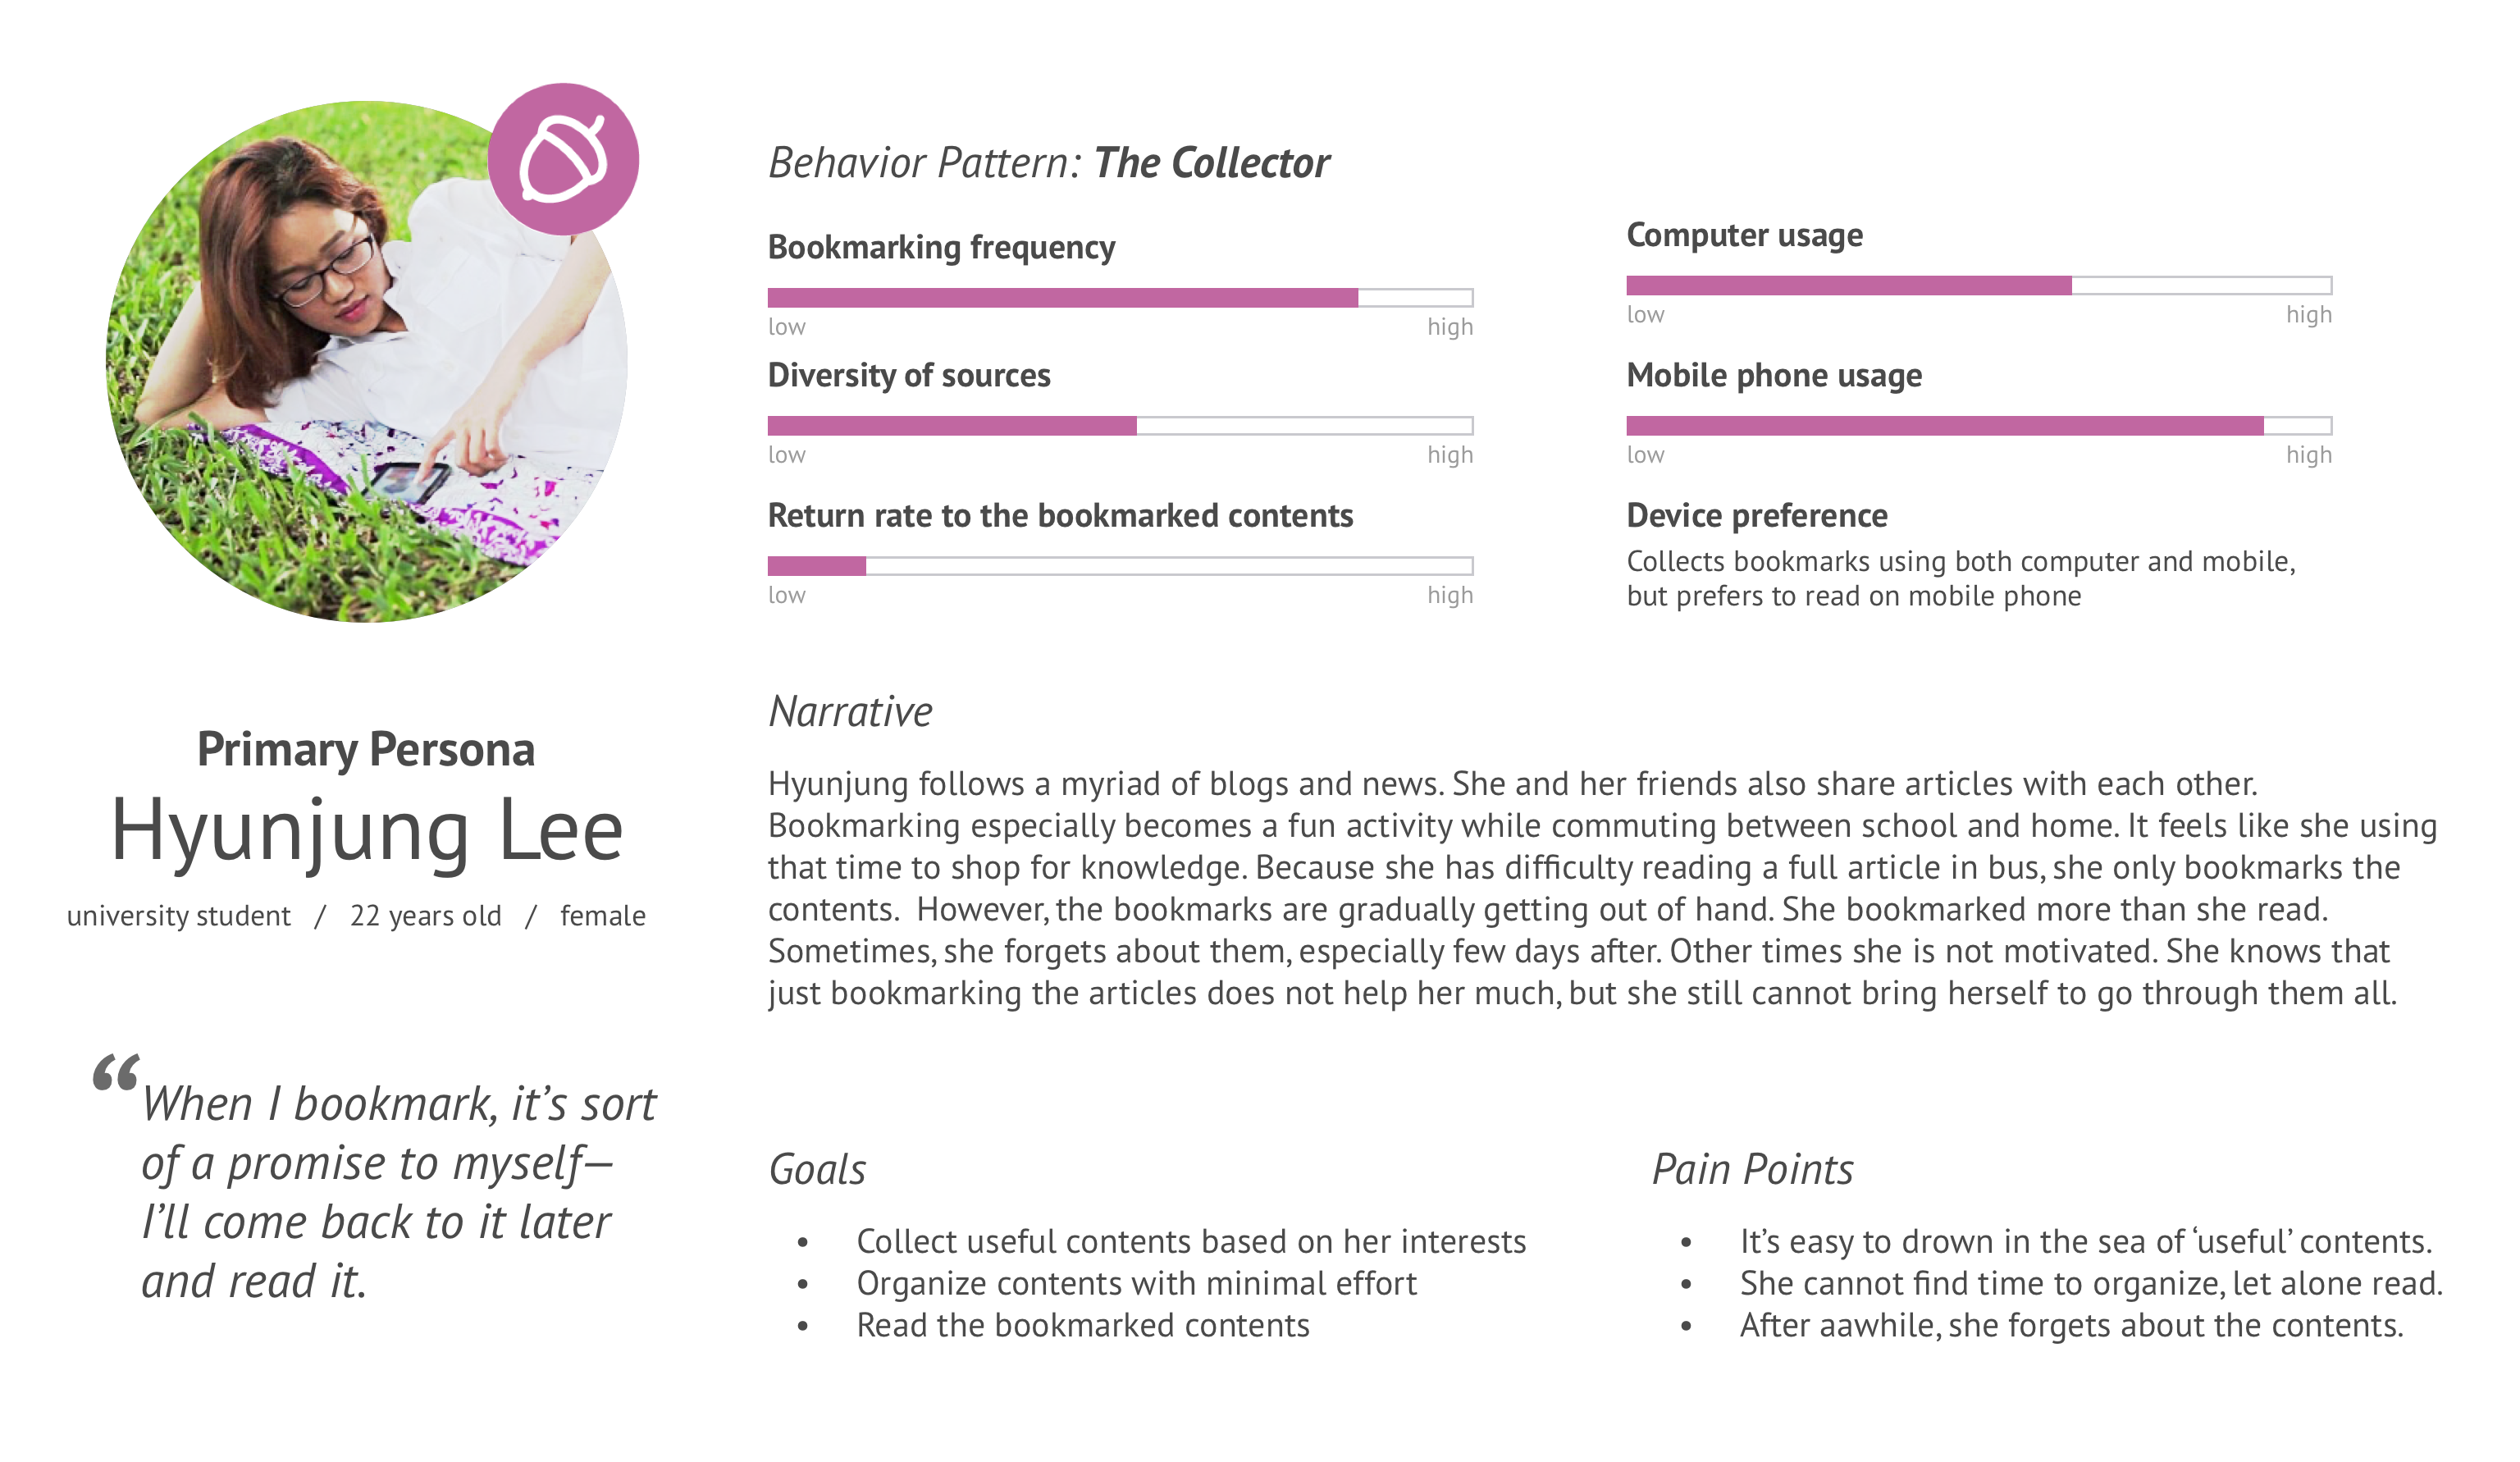 Primary Persona
Hyunjung Lee
university student / 22 years old / female
“When I bookmark, it’s sort
of a promise to myself—
I’ll come back to it later
and read it.
Behavior Pattern: The Collector
Bookmarking frequency
low high
Diversity of sources
low high
Return rate to the bookmarked contents
low high
Computer usage
low high
Mobile phone usage
low high
Device preference
Collects bookmarks using both computer and mobile,
but prefers to read on mobile phone
Narrative
Hyunjung follows a myriad of blogs and news. She and her friends also share articles with each other.
Bookmarking especially becomes a fun activity while commuting between school and home. It feels like she using
that time to shop for knowledge. Because she has difficulty reading a full article in bus, she only bookmarks the
contents.  However, the bookmarks are gradually getting out of hand. She bookmarked more than she read.
Sometimes, she forgets about them, especially few days after. Other times she is not motivated. She knows that
just bookmarking the articles does not help her much, but she still cannot bring herself to go through them all.
Goals
• Collect useful contents based on her interests
• Organize contents with minimal effort
• Read the bookmarked contents
Pain Points
• It’s easy to drown in the sea of ‘useful’ contents.
• She cannot find time to organize, let alone read.
• After aawhile, she forgets about the contents.